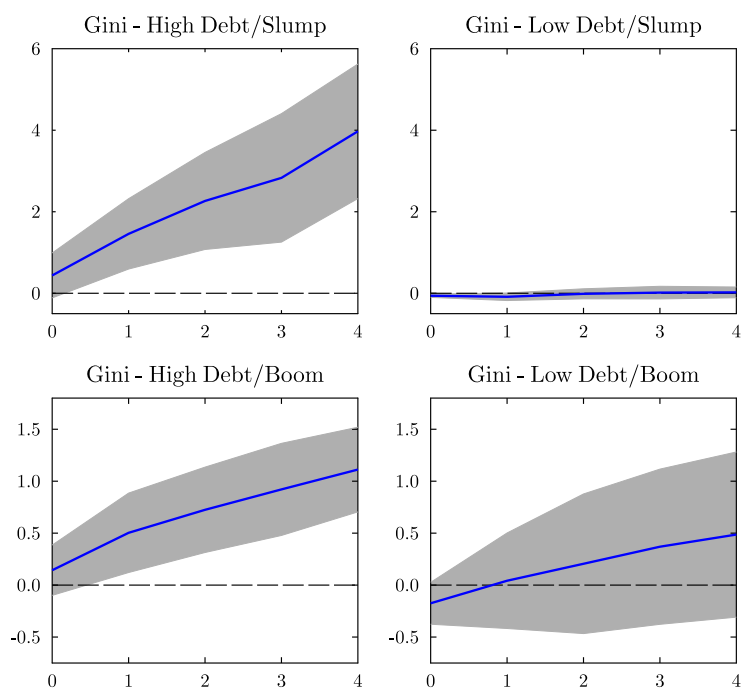 Gini - High Debt/Slump
6
4
2
0
0 1 2 3 4
Gini - Low Debt/Slump
6
4
2
0
0 1 2 3 4
Gini - High Debt/Boom
1.5
1.0
0.5
0.0
-0.5
0 1 2 3 4
Gini - Low Debt/Boom
1.5
1.0
0.5
0.0
-0.5
0 1 2 3 4